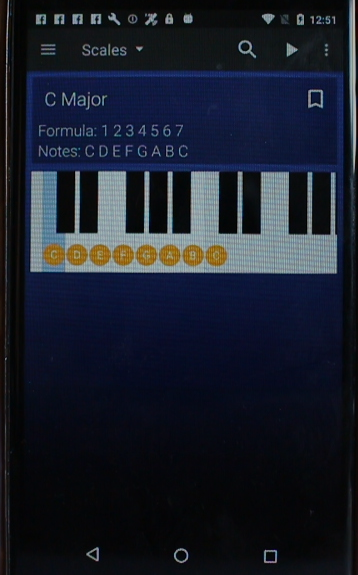 12:51
Scales
C Major
Formula: 1 2 3 4 5 6 7
Notes: C D E F G A B C
C D E F G A B C